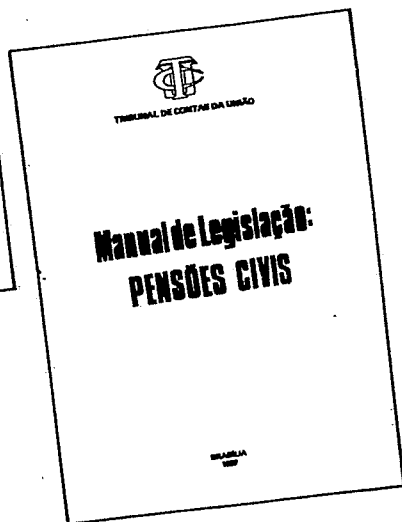 TRIBUNAL DE CONTAS DA UNIÃO
Manual de Legislação:
PENSÕES CIVIS
BRASÍLIA